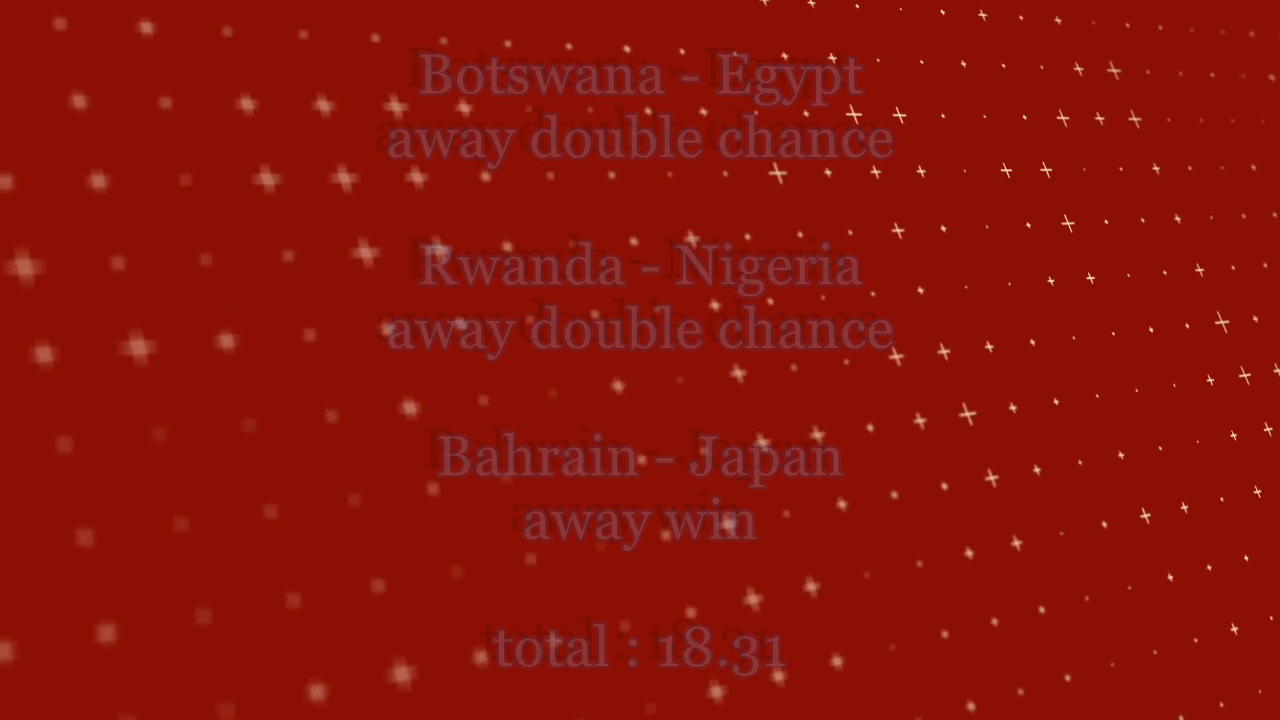 Botswana - Egypt
away double chance
Rwanda - Nigeria
away double chance
Bahrain - Japan
away win
total : 18.31